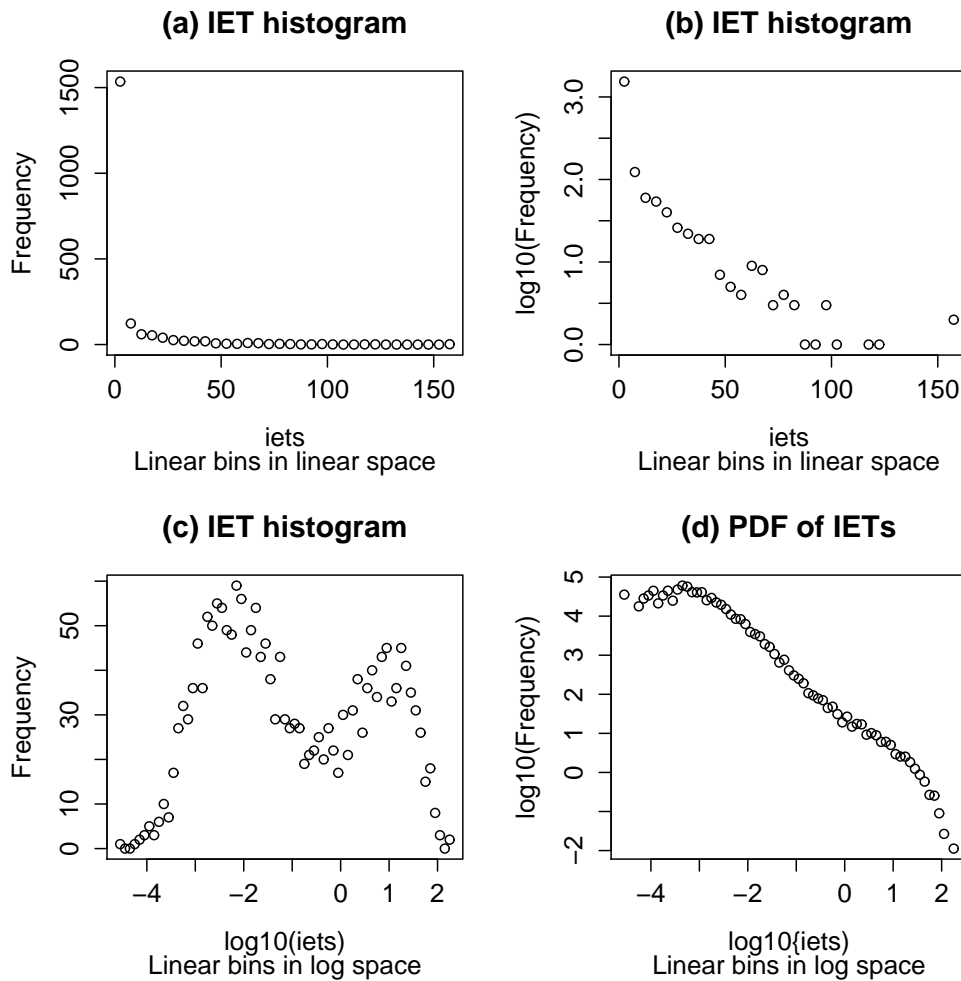 (a) IET histogram
Frequency
0
500
1000
1500
0
50
100
150
iets
Linear bins in linear space
(b) IET histogram
log10(Frequency)
0.0
1.0
2.0
3.0
0
50
100
150
iets
Linear bins in linear space
(c) IET histogram
Frequency
0
10
30
50
−4
−2
0
1
2
log10(iets)
Linear bins in log space
(d) PDF of IETs
log10(Frequency)
−2
0
1
2
3
4
5
−4
−2
0
1
2
log10{iets)
Linear bins in log space